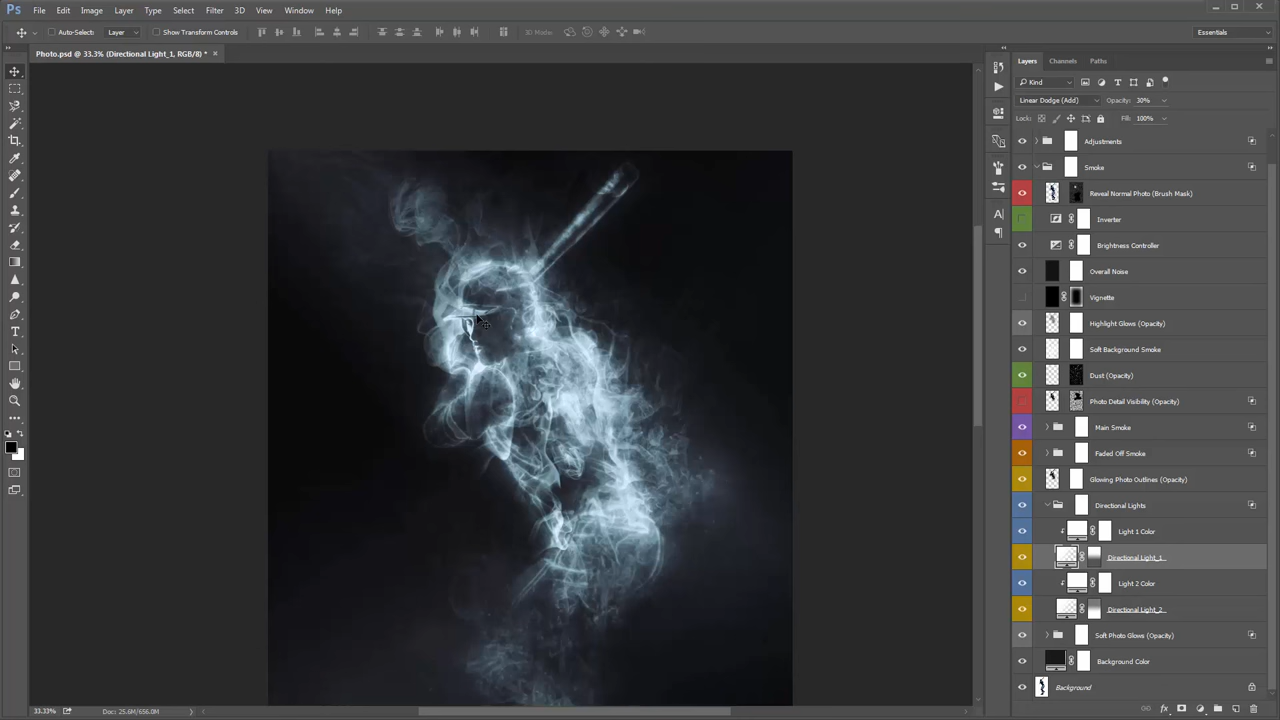 Ps File Edit Image Layer Type Select Filter 3D View Window Help
Auto-Select: Layer Show Transform Controls 3D Mode: Essentials
Photo.psd @ 33.3% (Directional Light_1, RGB/8) * ×
Layers Channels Paths
Kind
Linear Dodge (Add) Opacity: 30%
Lock: Fill: 100%
Adjustments
Smoke
Reveal Normal Photo (Brush Mask)
Inverter
Brightness Controller
Overall Noise
Vignette
Highlight Glows (Opacity)
Soft Background Smoke
Dust (Opacity)
Photo Detail Visibility (Opacity)
Main Smoke
Faded Off Smoke
Glowing Photo Outlines (Opacity)
Directional Lights
Light 1 Color
Directional Light_1
Light 2 Color
Directional Light_2
Soft Photo Glows (Opacity)
Background Color
Background
33.33% Doc: 25.6M/656.0M